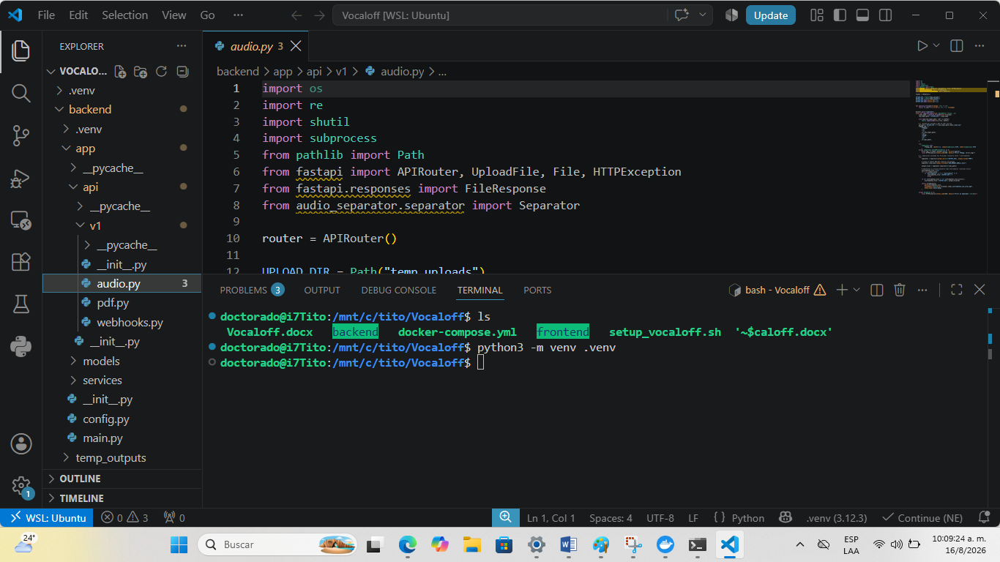 File Edit Selection View Go ··· Vocaloff [WSL: Ubuntu] Update
EXPLORER ···
VOCALO...
.venv
backend
.venv
app
__pycache__
api
__pycache__
v1
__pycache__
__init__.py
audio.py 3
pdf.py
webhooks.py
__init__.py
models
services
__init__.py
config.py
main.py
temp_outputs
OUTLINE
TIMELINE
audio.py 3
backend > app > api > v1 > audio.py > ...
1 import os
2 import re
3 import shutil
4 import subprocess
5 from pathlib import Path
6 from fastapi import APIRouter, UploadFile, File, HTTPException
7 from fastapi.responses import FileResponse
8 from audio_separator.separator import Separator
9
10 router = APIRouter()
11
12 UPLOAD_DIR = Path("temp_uploads")
PROBLEMS 3 OUTPUT DEBUG CONSOLE TERMINAL PORTS bash - Vocaloff
doctorado@i7Tito:/mnt/c/tito/Vocaloff$ ls
Vocaloff.docx backend docker-compose.yml frontend setup_vocaloff.sh '~$caloff.docx'
doctorado@i7Tito:/mnt/c/tito/Vocaloff$ python3 -m venv .venv
doctorado@i7Tito:/mnt/c/tito/Vocaloff$
1
WSL: Ubuntu 0 3 0 Ln 1, Col 1 Spaces: 4 UTF-8 LF { } Python .venv (3.12.3) Continue (NE)
24° Buscar ESP 10:09:24 a. m.
LAA 16/8/2026